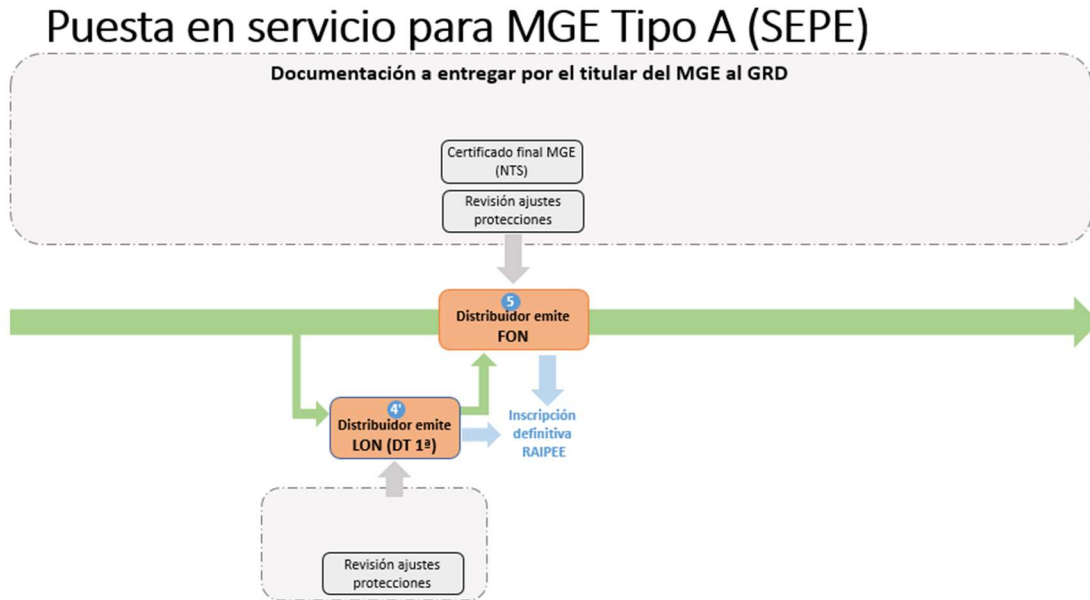 Puesta en servicio para MGE Tipo A (SEPE)
Documentación a entregar por el titular del MGE al GRD
Certificado final MGE
(NTS)
Revisión ajustes
protecciones
5
Distribuidor emite
FON
4'
Distribuidor emite
LON (DT 1ª)
Inscripción
definitiva
RAIPEE
Revisión ajustes
protecciones